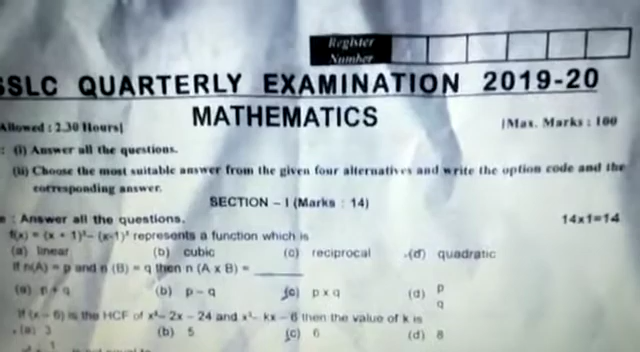 Register
Number
SSLC QUARTERLY EXAMINATION 2019-20
MATHEMATICS
Allowed : 2.30 Hours] [Max. Marks : 100
: (i) Answer all the questions.
(ii) Choose the most suitable answer from the given four alternatives and write the option code and the
corresponding answer.
SECTION – I (Marks : 14)
: Answer all the questions. 14x1=14
f(x) = (x + 1)³– (x-1)³ represents a function which is
(a) linear (b) cubic (c) reciprocal (d) quadratic
If n(A) = p and n (B) = q then n (A x B) = ______
(a) p + q (b) p – q (c) p x q (d) p/q
If (x – 6) is the HCF of x²– 2x – 24 and x²– kx – 6 then the value of k is
(a) 3 (b) 5 (c) 6 (d) 8